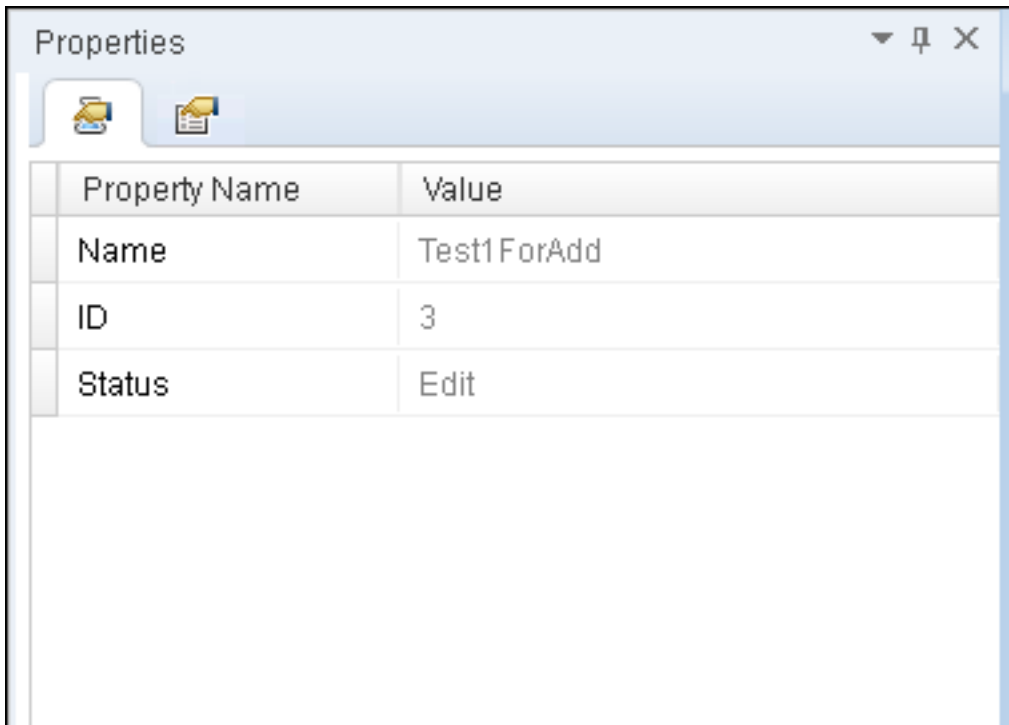 Properties
Property Name Value
Name Test1ForAdd
ID 3
Status Edit